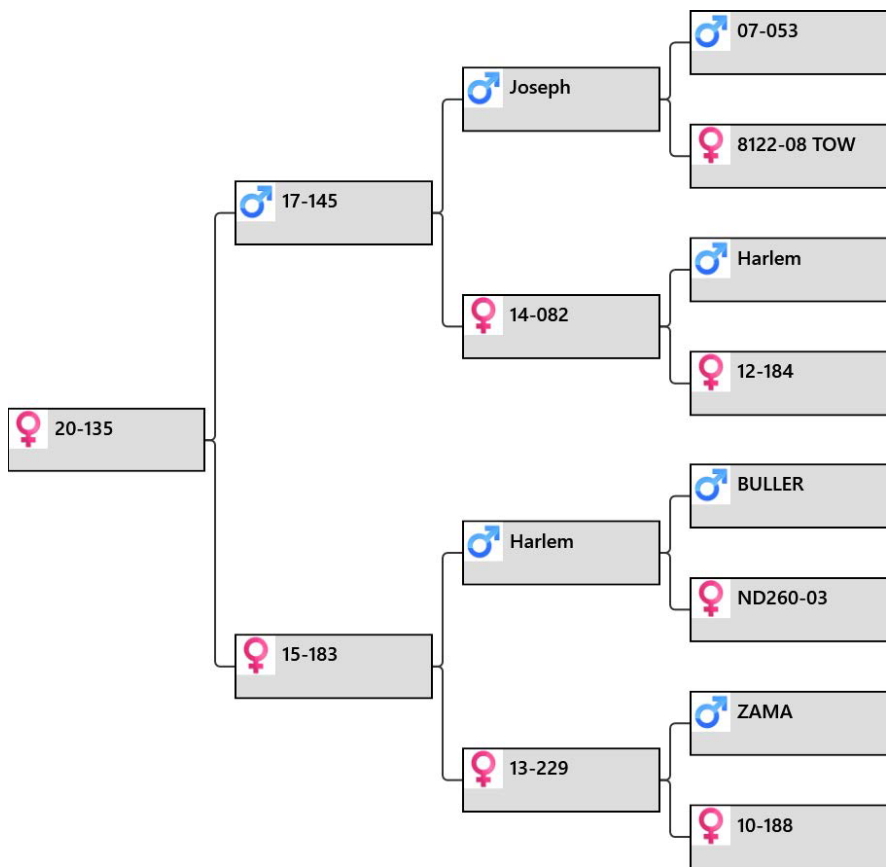 07-053
Joseph
8122-08 TOW
17-145
Harlem
14-082
12-184
20-135
BULLER
Harlem
ND260-03
15-183
ZAMA
13-229
10-188